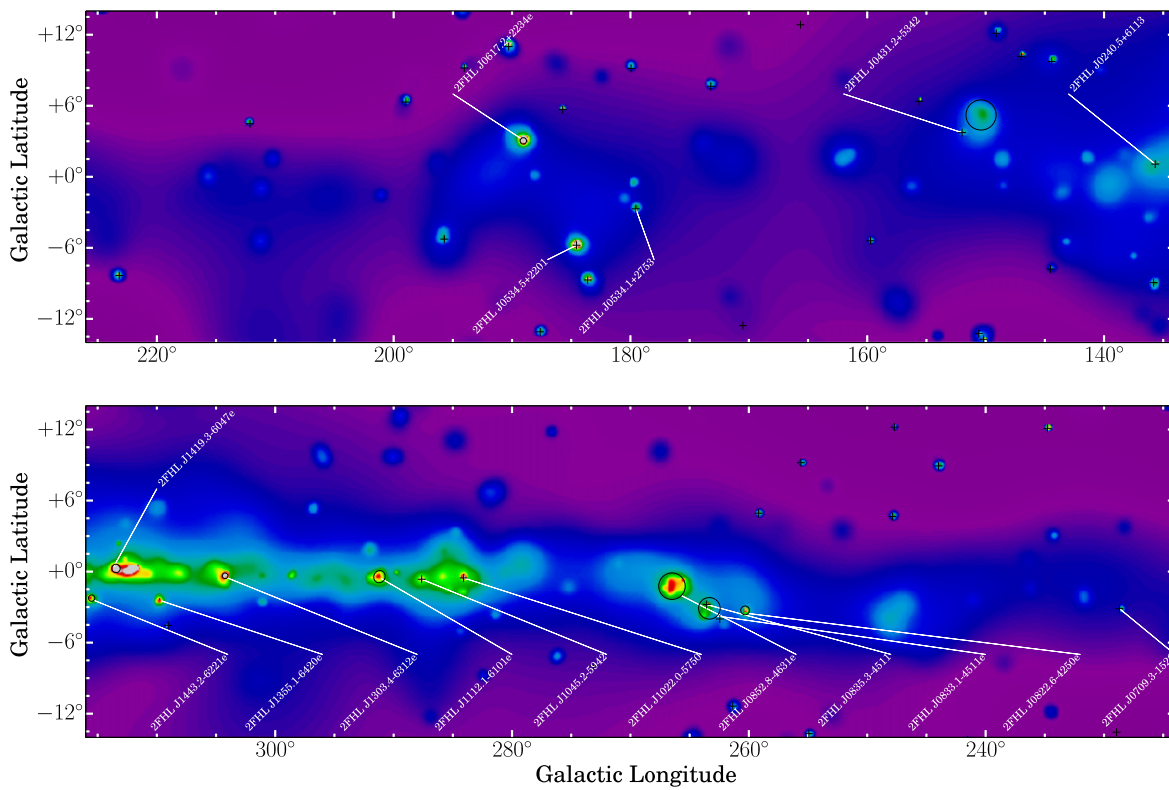 +12°
+6°
+0°
−6°
−12°
Galactic Latitude
2FHL J0617.2+2234e
2FHL J0431.2+5342
2FHL J0240.5+6113
2FHL J0534.5+2201
2FHL J0534.1+2753
220°
200°
180°
160°
140°
+12°
+6°
+0°
−6°
−12°
Galactic Latitude
2FHL J1419.3-6047e
2FHL J1443.2-6221e
2FHL J1355.1-6420e
2FHL J1303.4-6312e
2FHL J1112.1-6101e
2FHL J1045.2-5942
2FHL J1022.0-5750
2FHL J0852.8-4631e
2FHL J0835.3-4511
2FHL J0833.1-4511e
2FHL J0822.6-4250e
2FHL J0709.3-152
300°
280°
260°
240°
Galactic Longitude